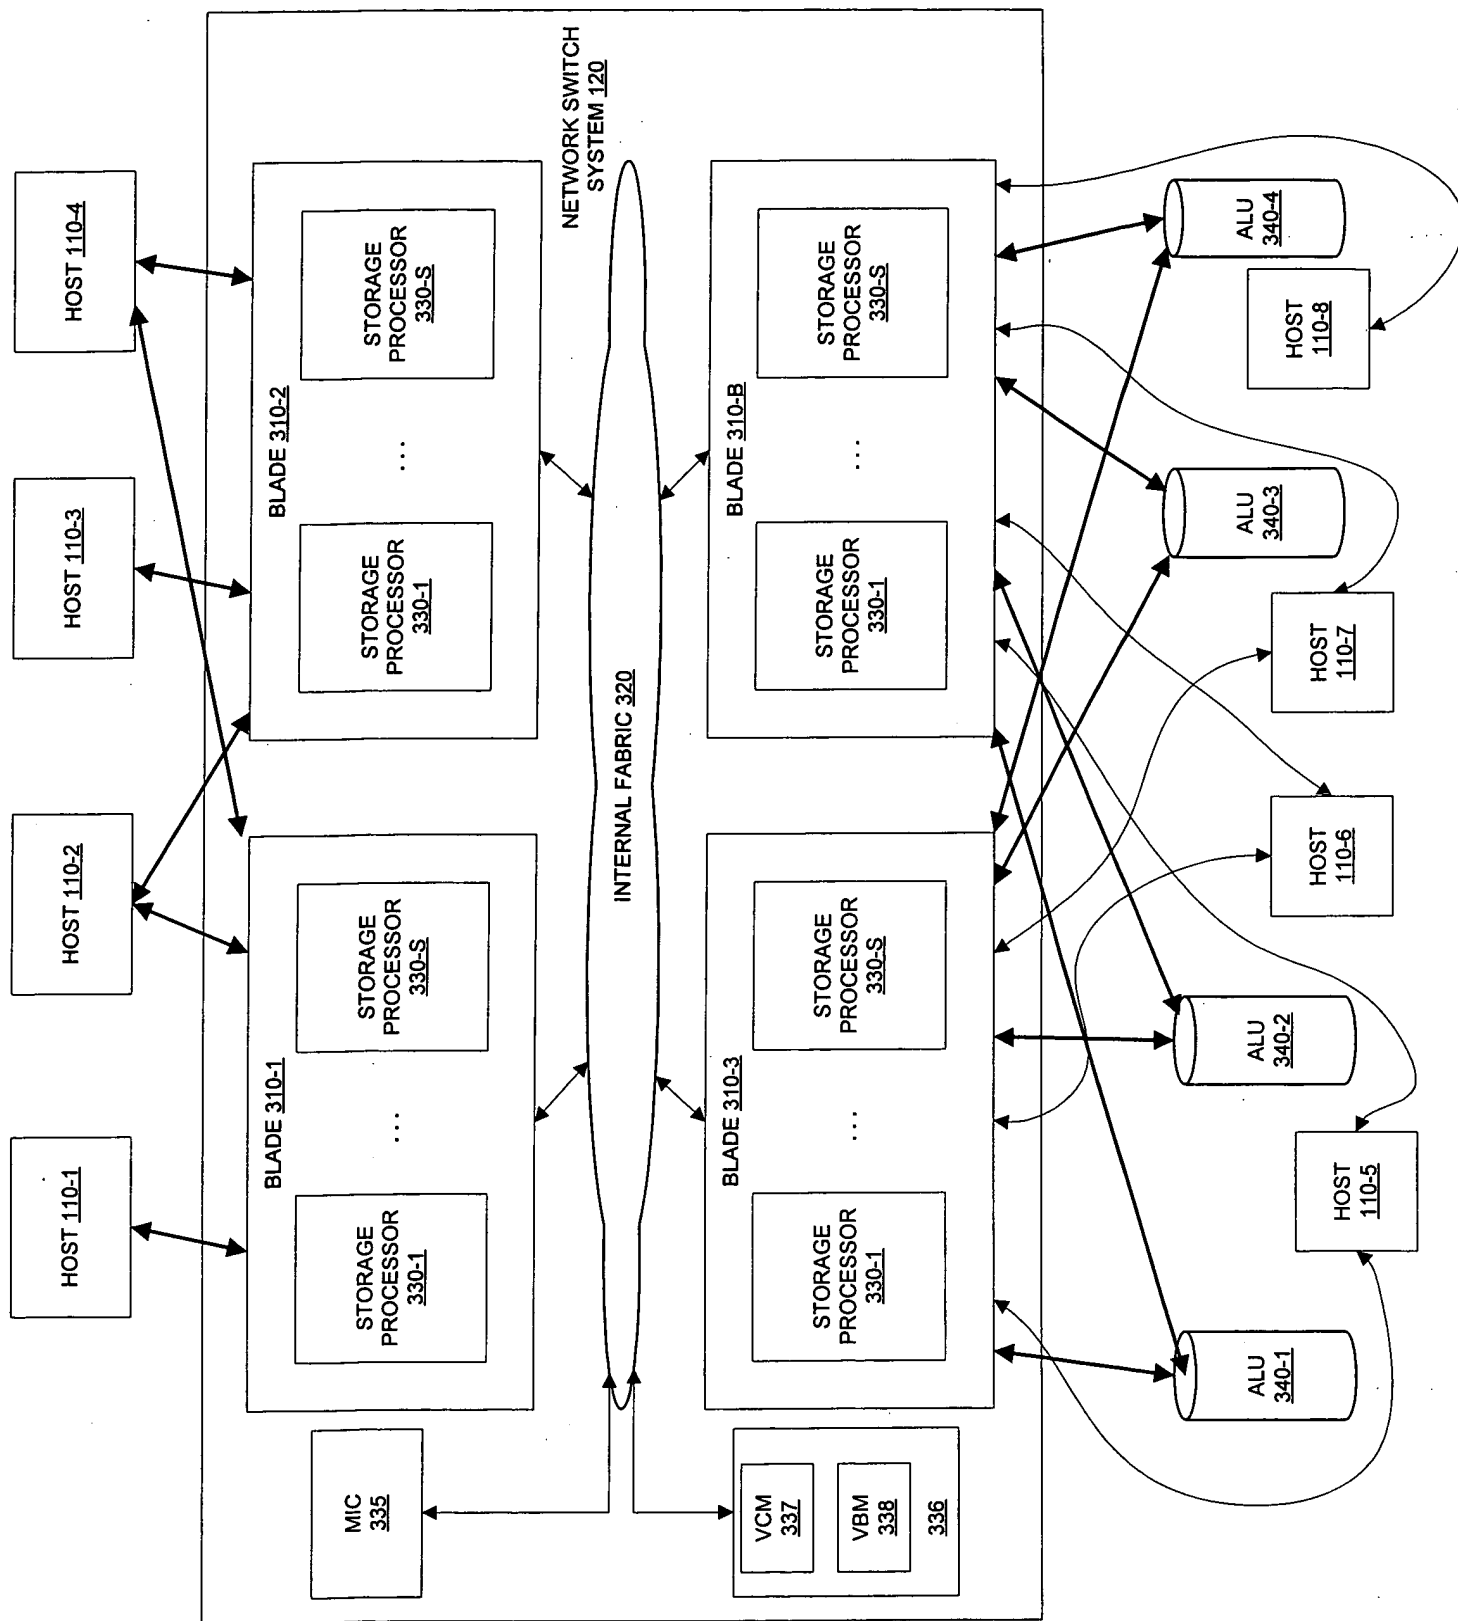 HOST 110-1
HOST 110-2
HOST 110-3
HOST 110-4
NETWORK SWITCH
SYSTEM 120
MIC
335
BLADE 310-1
STORAGE
PROCESSOR
330-1
...
STORAGE
PROCESSOR
330-S
BLADE 310-2
STORAGE
PROCESSOR
330-1
...
STORAGE
PROCESSOR
330-S
INTERNAL FABRIC 320
VCM
337
VBM
338
336
BLADE 310-3
STORAGE
PROCESSOR
330-1
...
STORAGE
PROCESSOR
330-S
BLADE 310-B
STORAGE
PROCESSOR
330-1
...
STORAGE
PROCESSOR
330-S
ALU
340-1
ALU
340-2
ALU
340-3
ALU
340-4
HOST
110-5
HOST
110-6
HOST
110-7
HOST
110-8